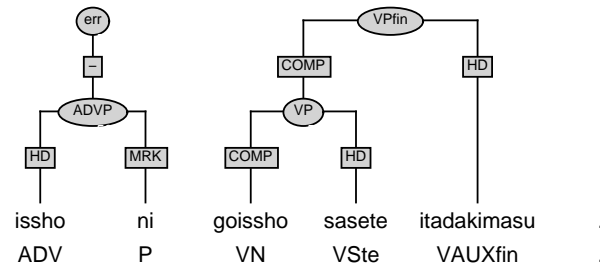 err VPfin
– COMP HD
ADVP VP
HD MRK COMP HD
issho ni goissho sasete itadakimasu .
ADV P VN VSte VAUXfin .